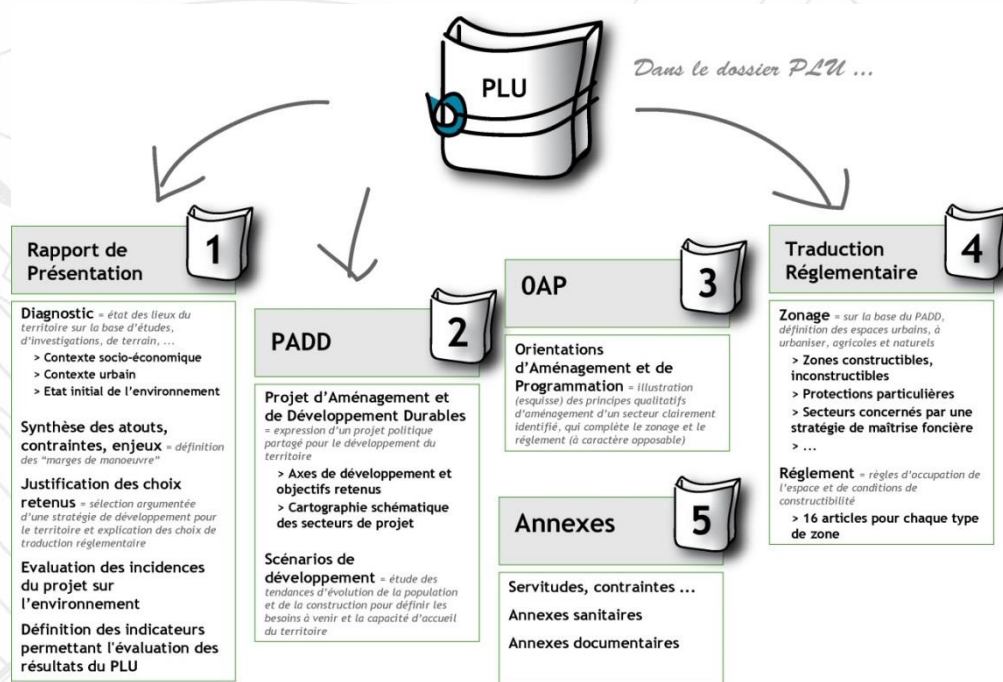 PLU
Dans le dossier PLU ...
Rapport de
Présentation
1
Diagnostic = état des lieux du
territoire sur la base d'études,
d'investigations, de terrain, ...
> Contexte socio-économique
> Contexte urbain
> Etat initial de l'environnement
Synthèse des atouts,
contraintes, enjeux = définition
des "marges de manoeuvre"
Justification des choix
retenus = sélection argumentée
d'une stratégie de développement pour
le territoire et explication des choix de
traduction réglementaire
Evaluation des incidences
du projet sur
l'environnement
Définition des indicateurs
permettant l'évaluation des
résultats du PLU
PADD
2
Projet d'Aménagement et
de Développement Durables
= expression d'un projet politique
partagé pour le développement du
territoire
> Axes de développement et
objectifs retenus
> Cartographie schématique
des secteurs de projet
Scénarios de
développement = étude des
tendances d'évolution de la population
et de la construction pour définir les
besoins à venir et la capacité d'accueil
du territoire
OAP
3
Orientations
d'Aménagement et de
Programmation = illustration
(esquisse) des principes qualitatifs
d'aménagement d'un secteur clairement
identifié, qui complète le zonage et le
réglement (à caractère opposable)
Annexes
5
Servitudes, contraintes ...
Annexes sanitaires
Annexes documentaires
Traduction
Réglementaire
4
Zonage = sur la base du PADD,
définition des espaces urbains, à
urbaniser, agricoles et naturels
> Zones constructibles,
inconstructibles
> Protections particulières
> Secteurs concernés par une
stratégie de maîtrise foncière
> ...
Réglement = règles d'occupation de
l'espace et de conditions de
constructibilité
> 16 articles pour chaque type
de zone